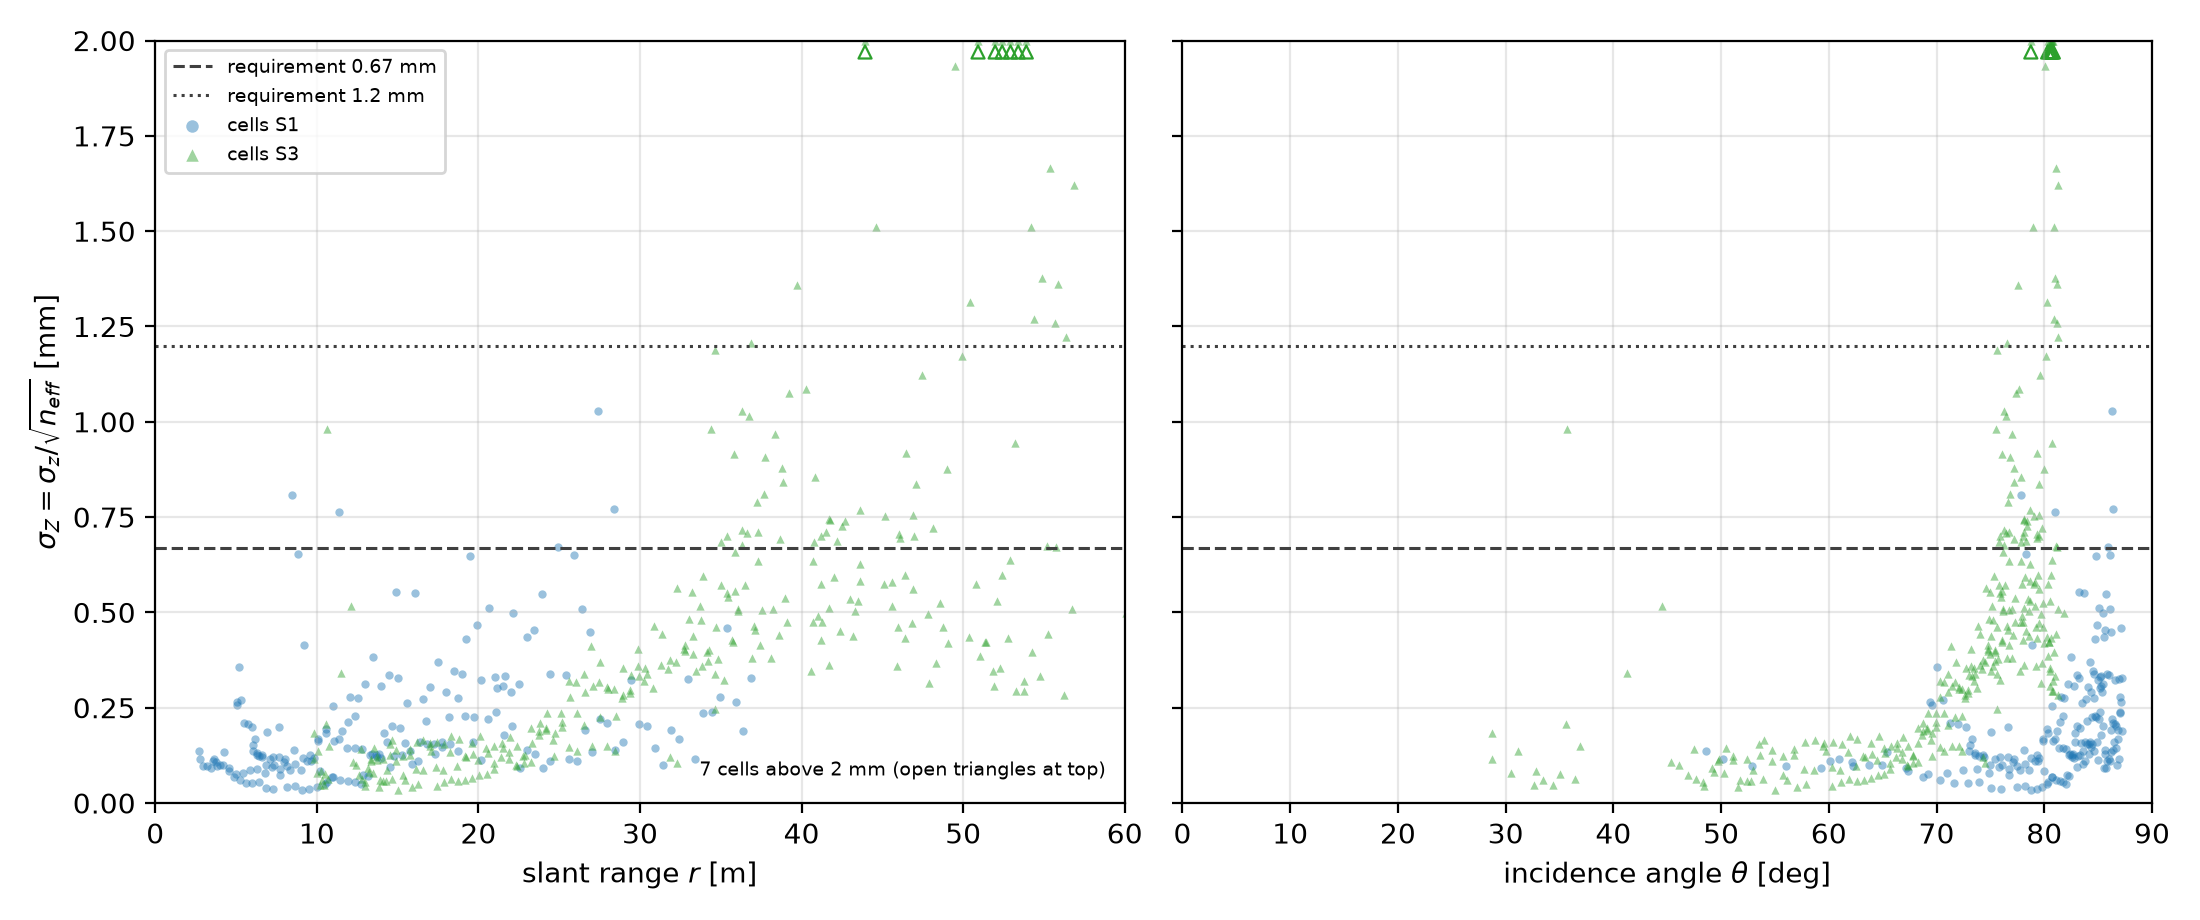 2.00
1.75
1.50
1.25
1.00
0.75
0.50
0.25
0.00
σ_Z = σ_z/√n_eff [mm]
requirement 0.67 mm
requirement 1.2 mm
cells S1
cells S3
7 cells above 2 mm (open triangles at top)
0 10 20 30 40 50 60
slant range r [m]
0 10 20 30 40 50 60 70 80 90
incidence angle θ [deg]